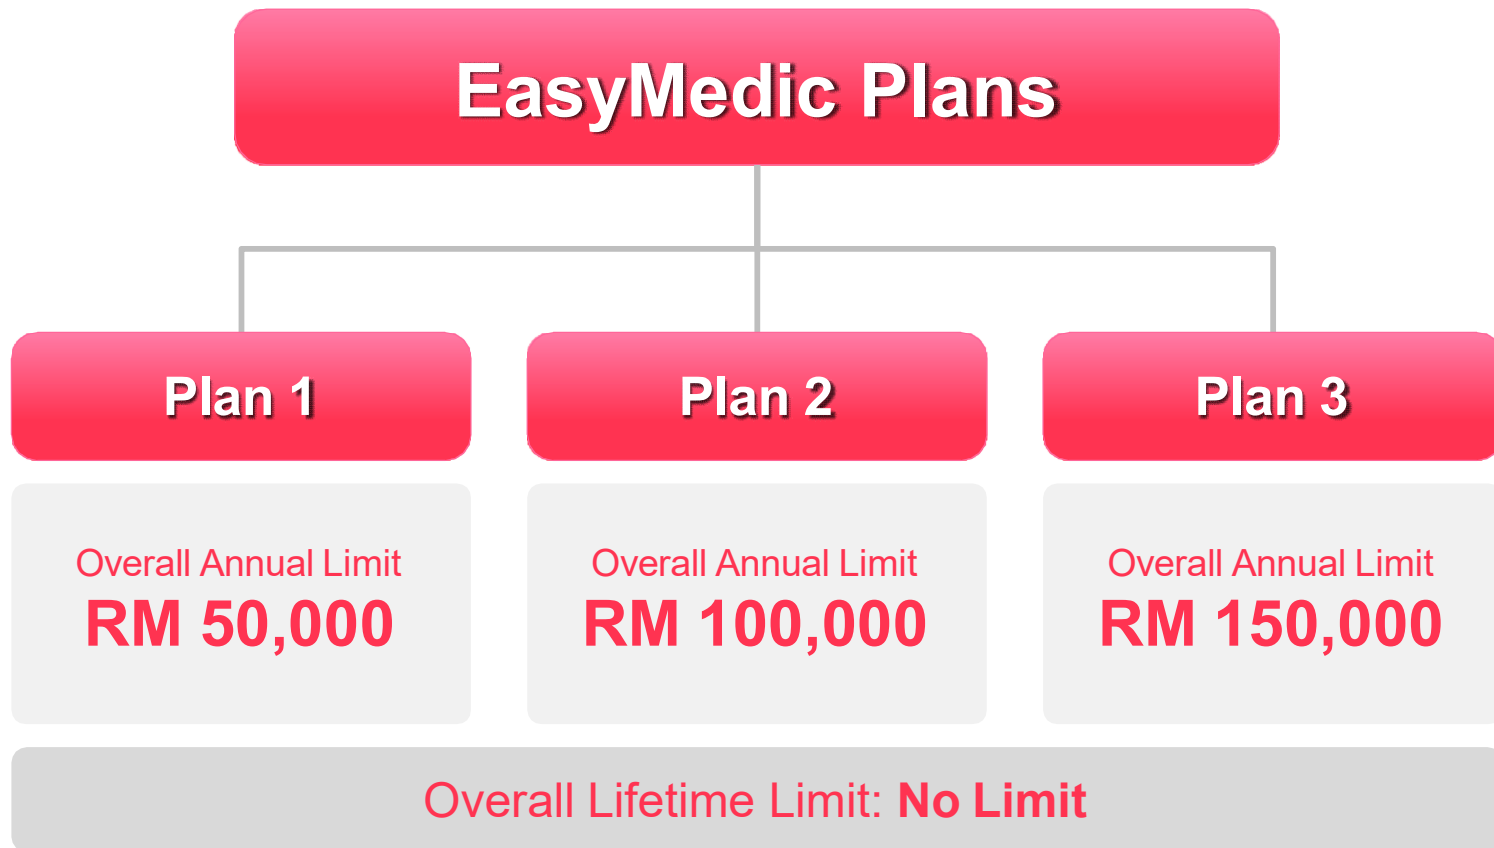 EasyMedic Plans
Plan 1
Plan 2
Plan 3
Overall Annual Limit
RM 50,000
Overall Annual Limit
RM 100,000
Overall Annual Limit
RM 150,000
Overall Lifetime Limit: No Limit